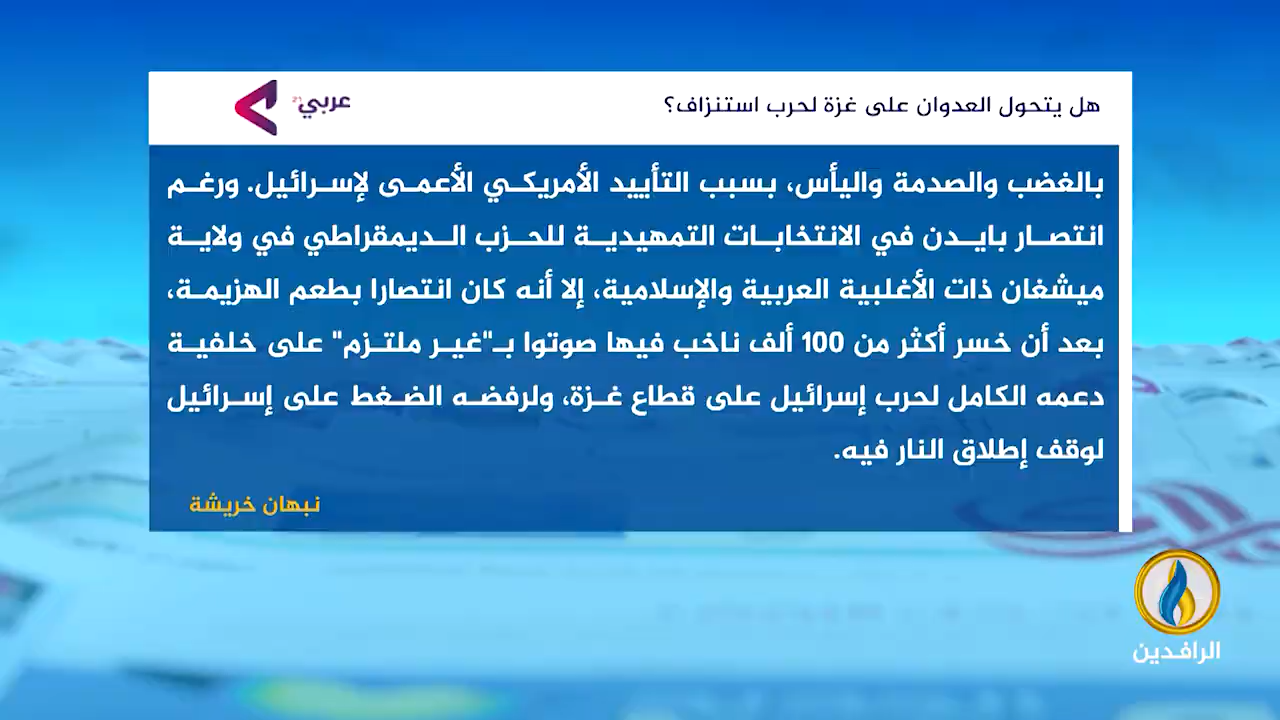 هل يتحول العدوان على غزة لحرب استنزاف؟
عربي21
بالغضب والصدمة واليأس، بسبب التأييد الأمريكي الأعمى لإسرائيل. ورغم
انتصار بايدن في الانتخابات التمهيدية للحزب الديمقراطي في ولاية
ميشغان ذات الأغلبية العربية والإسلامية، إلا أنه كان انتصارا بطعم الهزيمة،
بعد أن خسر أكثر من 100 ألف ناخب فيها صوتوا بـ"غير ملتزم" على خلفية
دعمه الكامل لحرب إسرائيل على قطاع غزة، ولرفضه الضغط على إسرائيل
لوقف إطلاق النار فيه.
نبهان خريشة
الرافدين